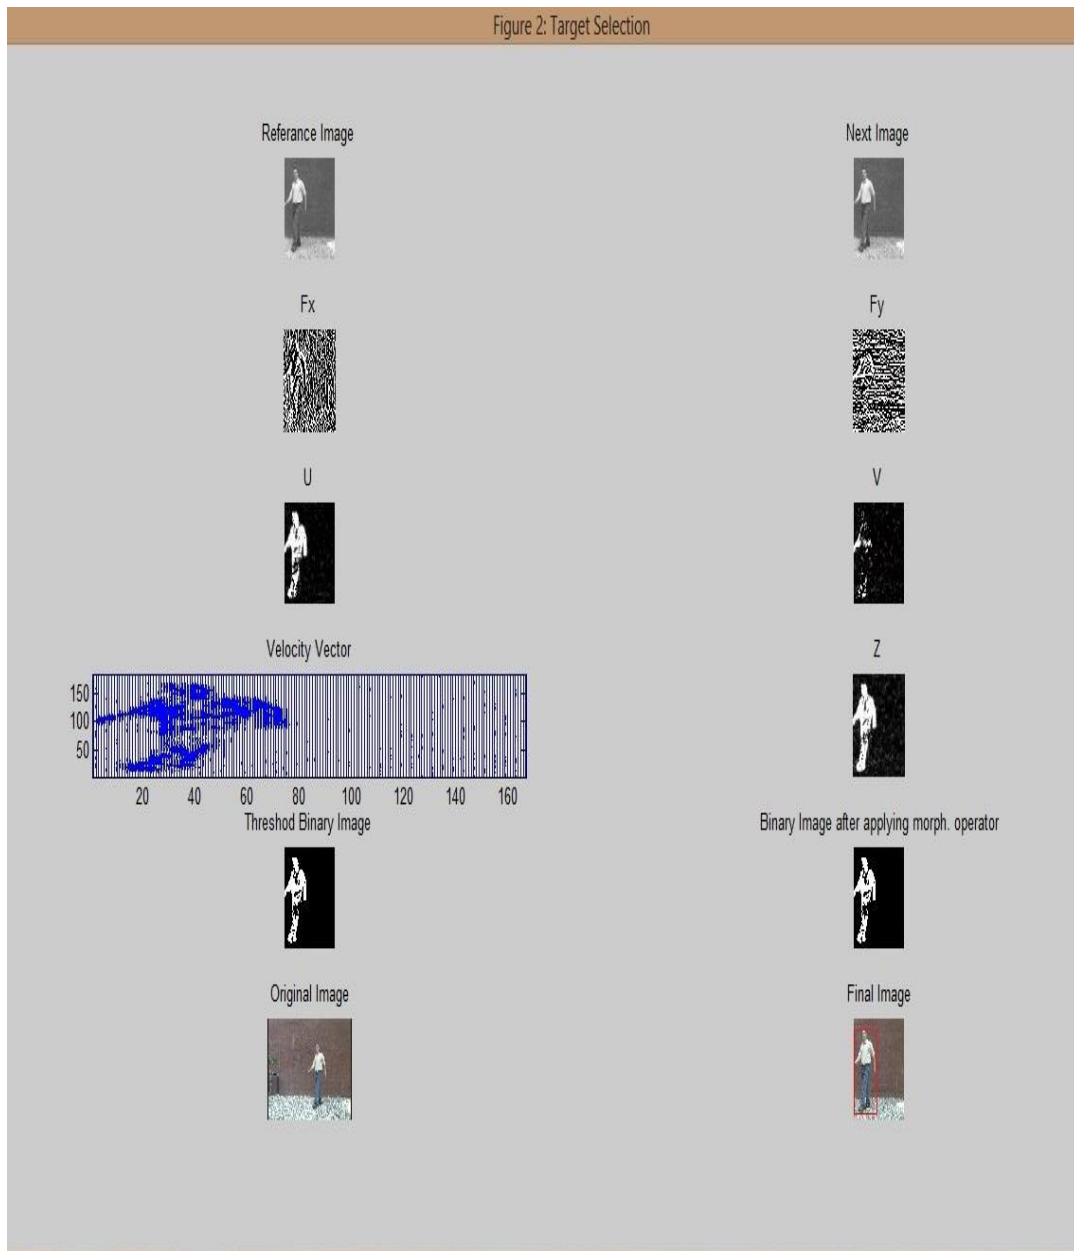 Figure 2: Target Selection
Referance Image
Next Image
Fx
Fy
U
V
Velocity Vector
Z
150
100
50
20 40 60 80 100 120 140 160
Threshod Binary Image
Binary Image after applying morph. operator
Original Image
Final Image